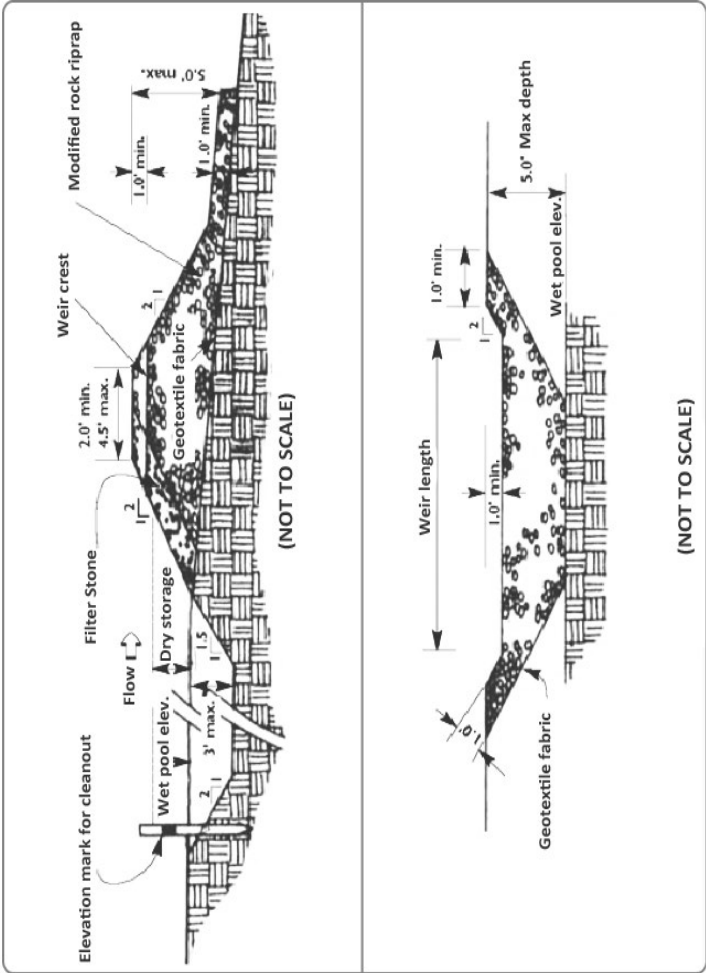 Elevation mark for cleanout
Wet pool elev.
Flow
Dry storage
3' max.
2
1
1.5
1
Filter Stone
2
1
2.0' min.
4.5' max.
Weir crest
Geotextile fabric
2
1
Modified rock riprap
1.0' min.
1.0' min.
5.0' max.
(NOT TO SCALE)
1.0'
Geotextile fabric
Weir length
1.0' min.
2
1
1.0' min.
Wet pool elev.
5.0" Max depth
(NOT TO SCALE)